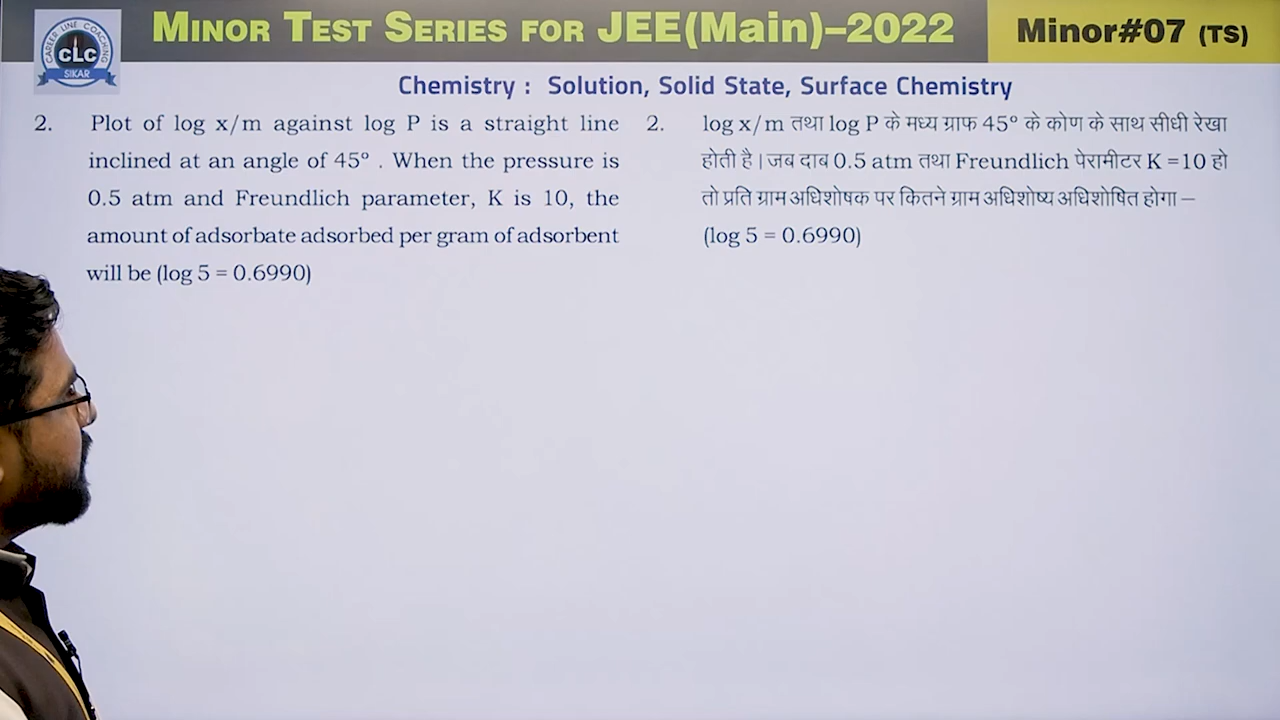 CAREER LINE COACHING
CLC
SIKAR
MINOR TEST SERIES FOR JEE(MAIN)–2022
Minor#07 (TS)
Chemistry : Solution, Solid State, Surface Chemistry
2. Plot of log x/m against log P is a straight line
inclined at an angle of 45° . When the pressure is
0.5 atm and Freundlich parameter, K is 10, the
amount of adsorbate adsorbed per gram of adsorbent
will be (log 5 = 0.6990)
2. log x/m तथा log P के मध्य ग्राफ 45° के कोण के साथ सीधी रेखा
होती है | जब दाब 0.5 atm तथा Freundlich पेरामीटर K =10 हो
तो प्रति ग्राम अधिशोषक पर कितने ग्राम अधिशोष्य अधिशोषित होगा –
(log 5 = 0.6990)